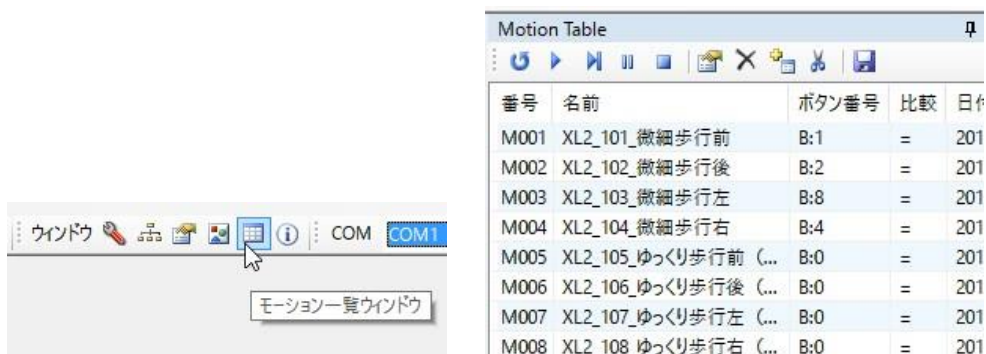 ウィンドウ COM COM1
モーション一覧ウィンドウ
Motion Table
番号 名前 ボタン番号 比較 日付
M001 XL2_101_微細歩行前 B:1 = 201
M002 XL2_102_微細歩行後 B:2 = 201
M003 XL2_103_微細歩行左 B:8 = 201
M004 XL2_104_微細歩行右 B:4 = 201
M005 XL2_105_ゆっくり歩行前（... B:0 = 201
M006 XL2_106_ゆっくり歩行後（... B:0 = 201
M007 XL2_107_ゆっくり歩行左（... B:0 = 201
M008 XL2_108_ゆっくり歩行右（... B:0 = 201